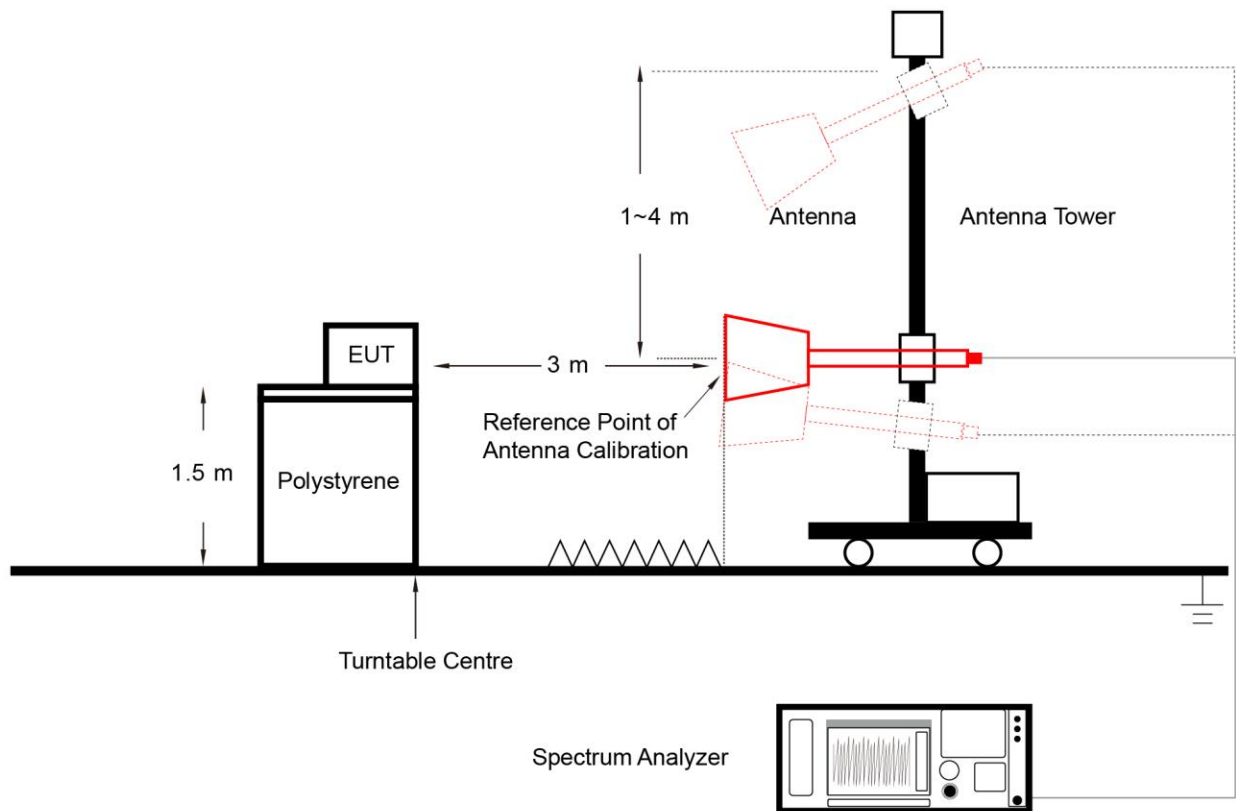 1~4 m
Antenna
Antenna Tower
EUT
3 m
Reference Point of
Antenna Calibration
1.5 m
Polystyrene
Turntable Centre
Spectrum Analyzer